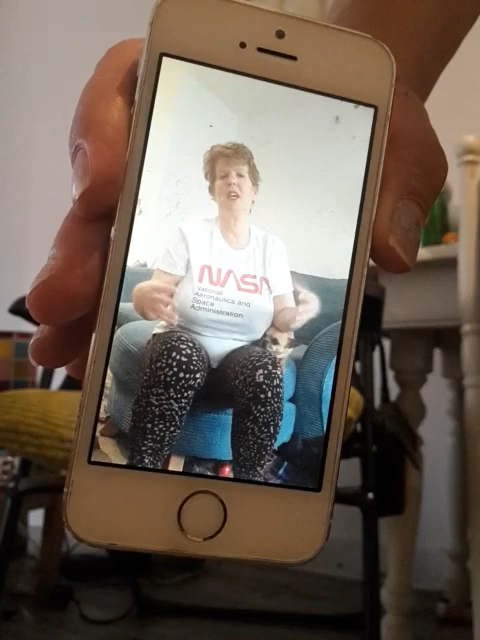 NASA
National
Aeronautics and
Space
Administration